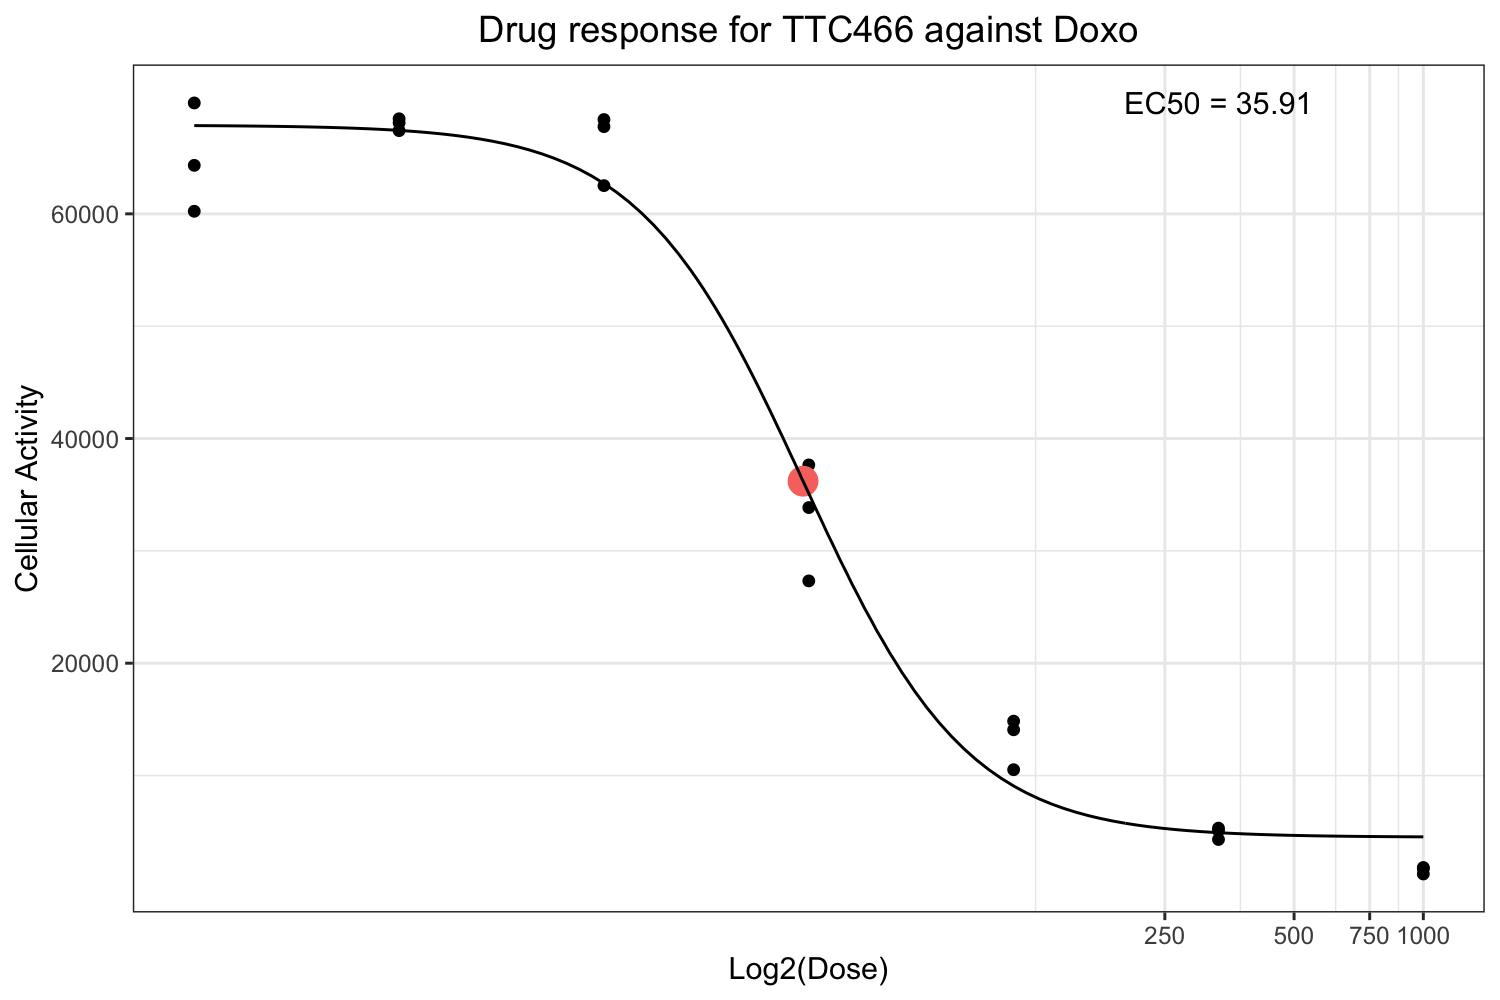 Drug response for TTC466 against Doxo
EC50 = 35.91
Cellular Activity
60000
40000
20000
250 500 750 1000
Log2(Dose)